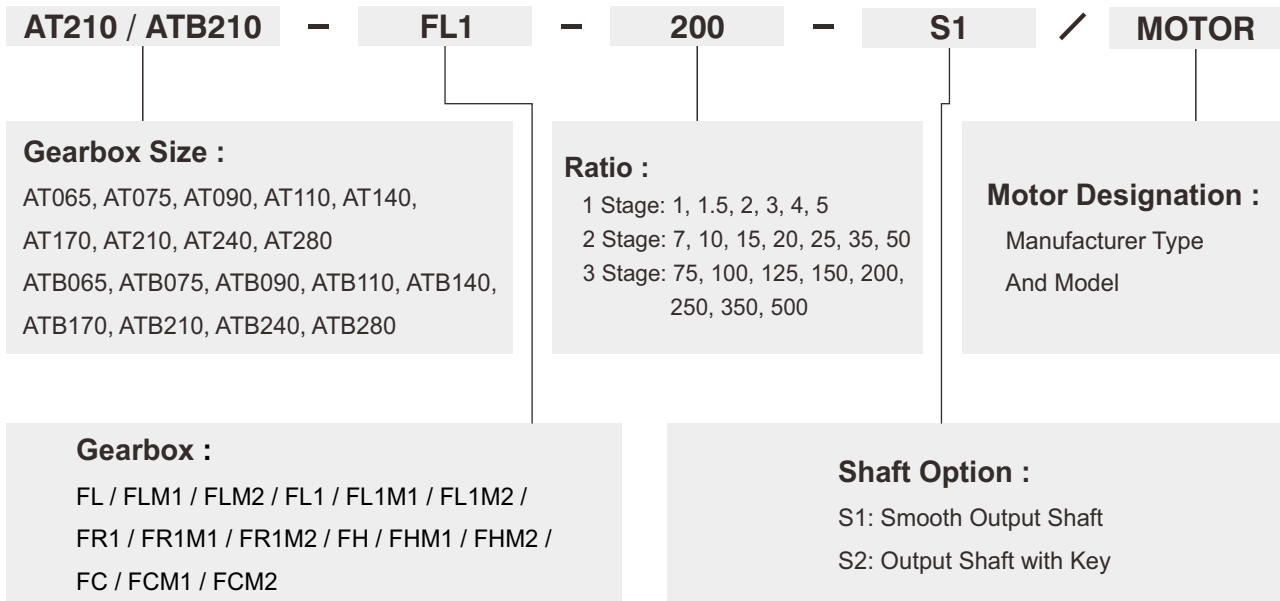 AT210 / ATB210 – FL1 – 200 – S1 / MOTOR
Gearbox Size :
AT065, AT075, AT090, AT110, AT140,
AT170, AT210, AT240, AT280
ATB065, ATB075, ATB090, ATB110, ATB140,
ATB170, ATB210, ATB240, ATB280
Ratio :
1 Stage: 1, 1.5, 2, 3, 4, 5
2 Stage: 7, 10, 15, 20, 25, 35, 50
3 Stage: 75, 100, 125, 150, 200,
250, 350, 500
Motor Designation :
Manufacturer Type
And Model
Gearbox :
FL / FLM1 / FLM2 / FL1 / FL1M1 / FL1M2 /
FR1 / FR1M1 / FR1M2 / FH / FHM1 / FHM2 /
FC / FCM1 / FCM2
Shaft Option :
S1: Smooth Output Shaft
S2: Output Shaft with Key